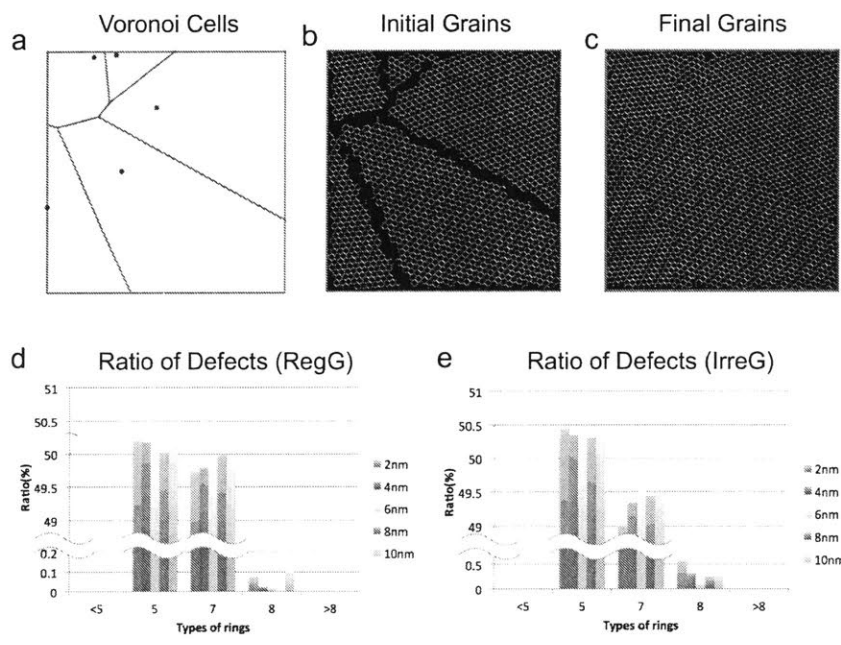 a Voronoi Cells
b Initial Grains
c Final Grains
d Ratio of Defects (RegG)
51
50.5
50
49.5
49
0.2
0.1
0
Ratio(%)
<5 5 7 8 >8
Types of rings
2nm
4nm
6nm
8nm
10nm
e Ratio of Defects (IrreG)
51
50.5
50
49.5
49
0.5
0
Ratio(%)
<5 5 7 8 >8
Types of rings
2nm
4nm
6nm
8nm
10nm